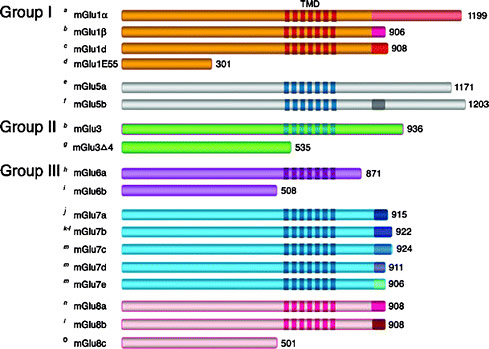 TMD
Group I a mGlu1α 1199
b mGlu1β 906
c mGlu1d 908
d mGlu1E55 301
e mGlu5a 1171
f mGlu5b 1203
Group II b mGlu3 936
g mGlu3Δ4 535
Group III h mGlu6a 871
i mGlu6b 508
j mGlu7a 915
k-l mGlu7b 922
m mGlu7c 924
m mGlu7d 911
m mGlu7e 906
n mGlu8a 908
l mGlu8b 908
o mGlu8c 501